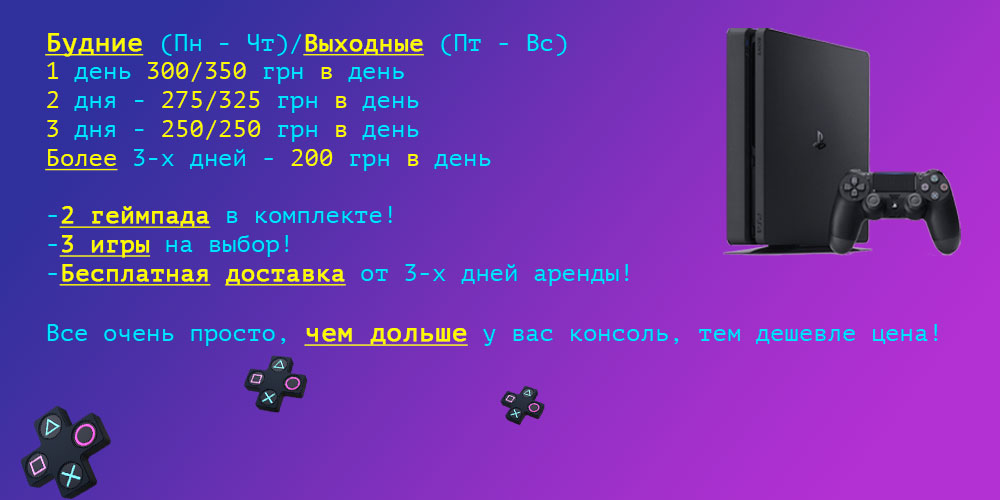 Будние (Пн - Чт)/Выходные (Пт - Вс)
1 день 300/350 грн в день
2 дня - 275/325 грн в день
3 дня - 250/250 грн в день
Более 3-х дней - 200 грн в день
-2 геймпада в комплекте!
-3 игры на выбор!
-Бесплатная доставка от 3-х дней аренды!
Все очень просто, чем дольше у вас консоль, тем дешевле цена!